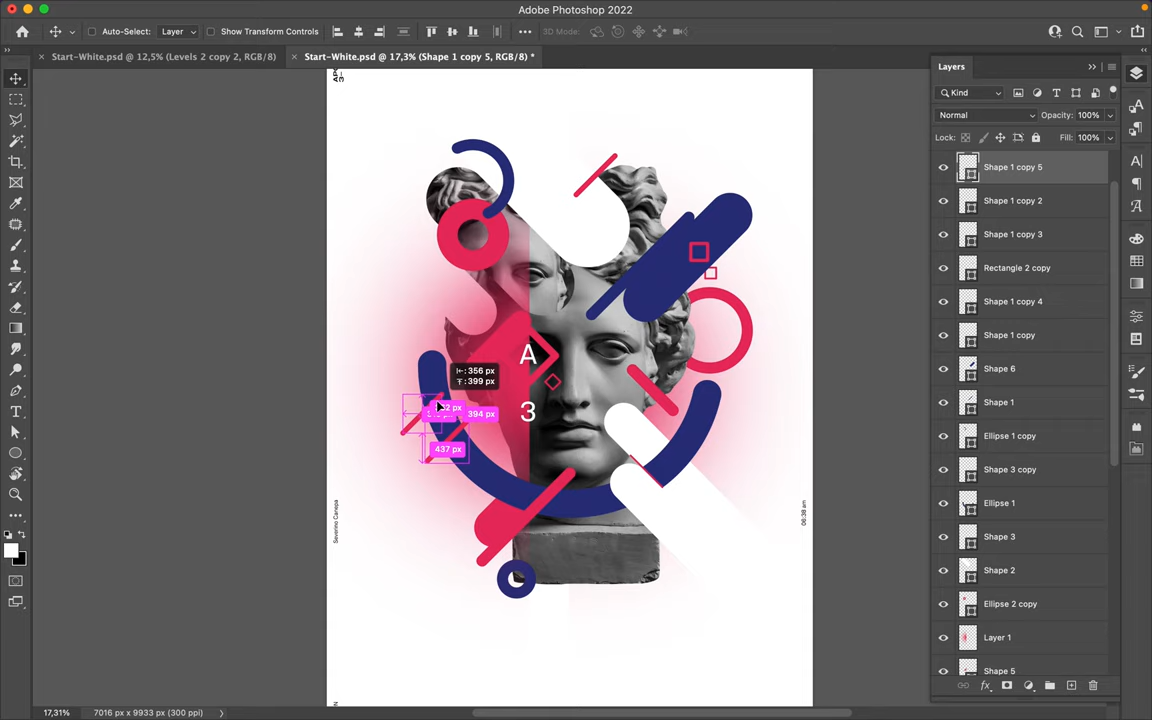 Adobe Photoshop 2022
Auto-Select:
Layer
Show Transform Controls
3D Mode:
Start-White.psd @ 12,5% (Levels 2 copy 2, RGB/8)
Start-White.psd @ 17,3% (Shape 1 copy 5, RGB/8) *
Layers
Kind
Normal
Opacity: 100%
Lock:
Fill: 100%
Shape 1 copy 5
Shape 1 copy 2
Shape 1 copy 3
Rectangle 2 copy
Shape 1 copy 4
Shape 1 copy
Shape 6
Shape 1
Ellipse 1 copy
Shape 3 copy
Ellipse 1
Shape 3
Shape 2
Ellipse 2 copy
Layer 1
Shape 5
A
3
: 356 px
: 399 px
394 px
437 px
Severino Canepa
06:38 am
17,31%
7016 px x 9933 px (300 ppi)